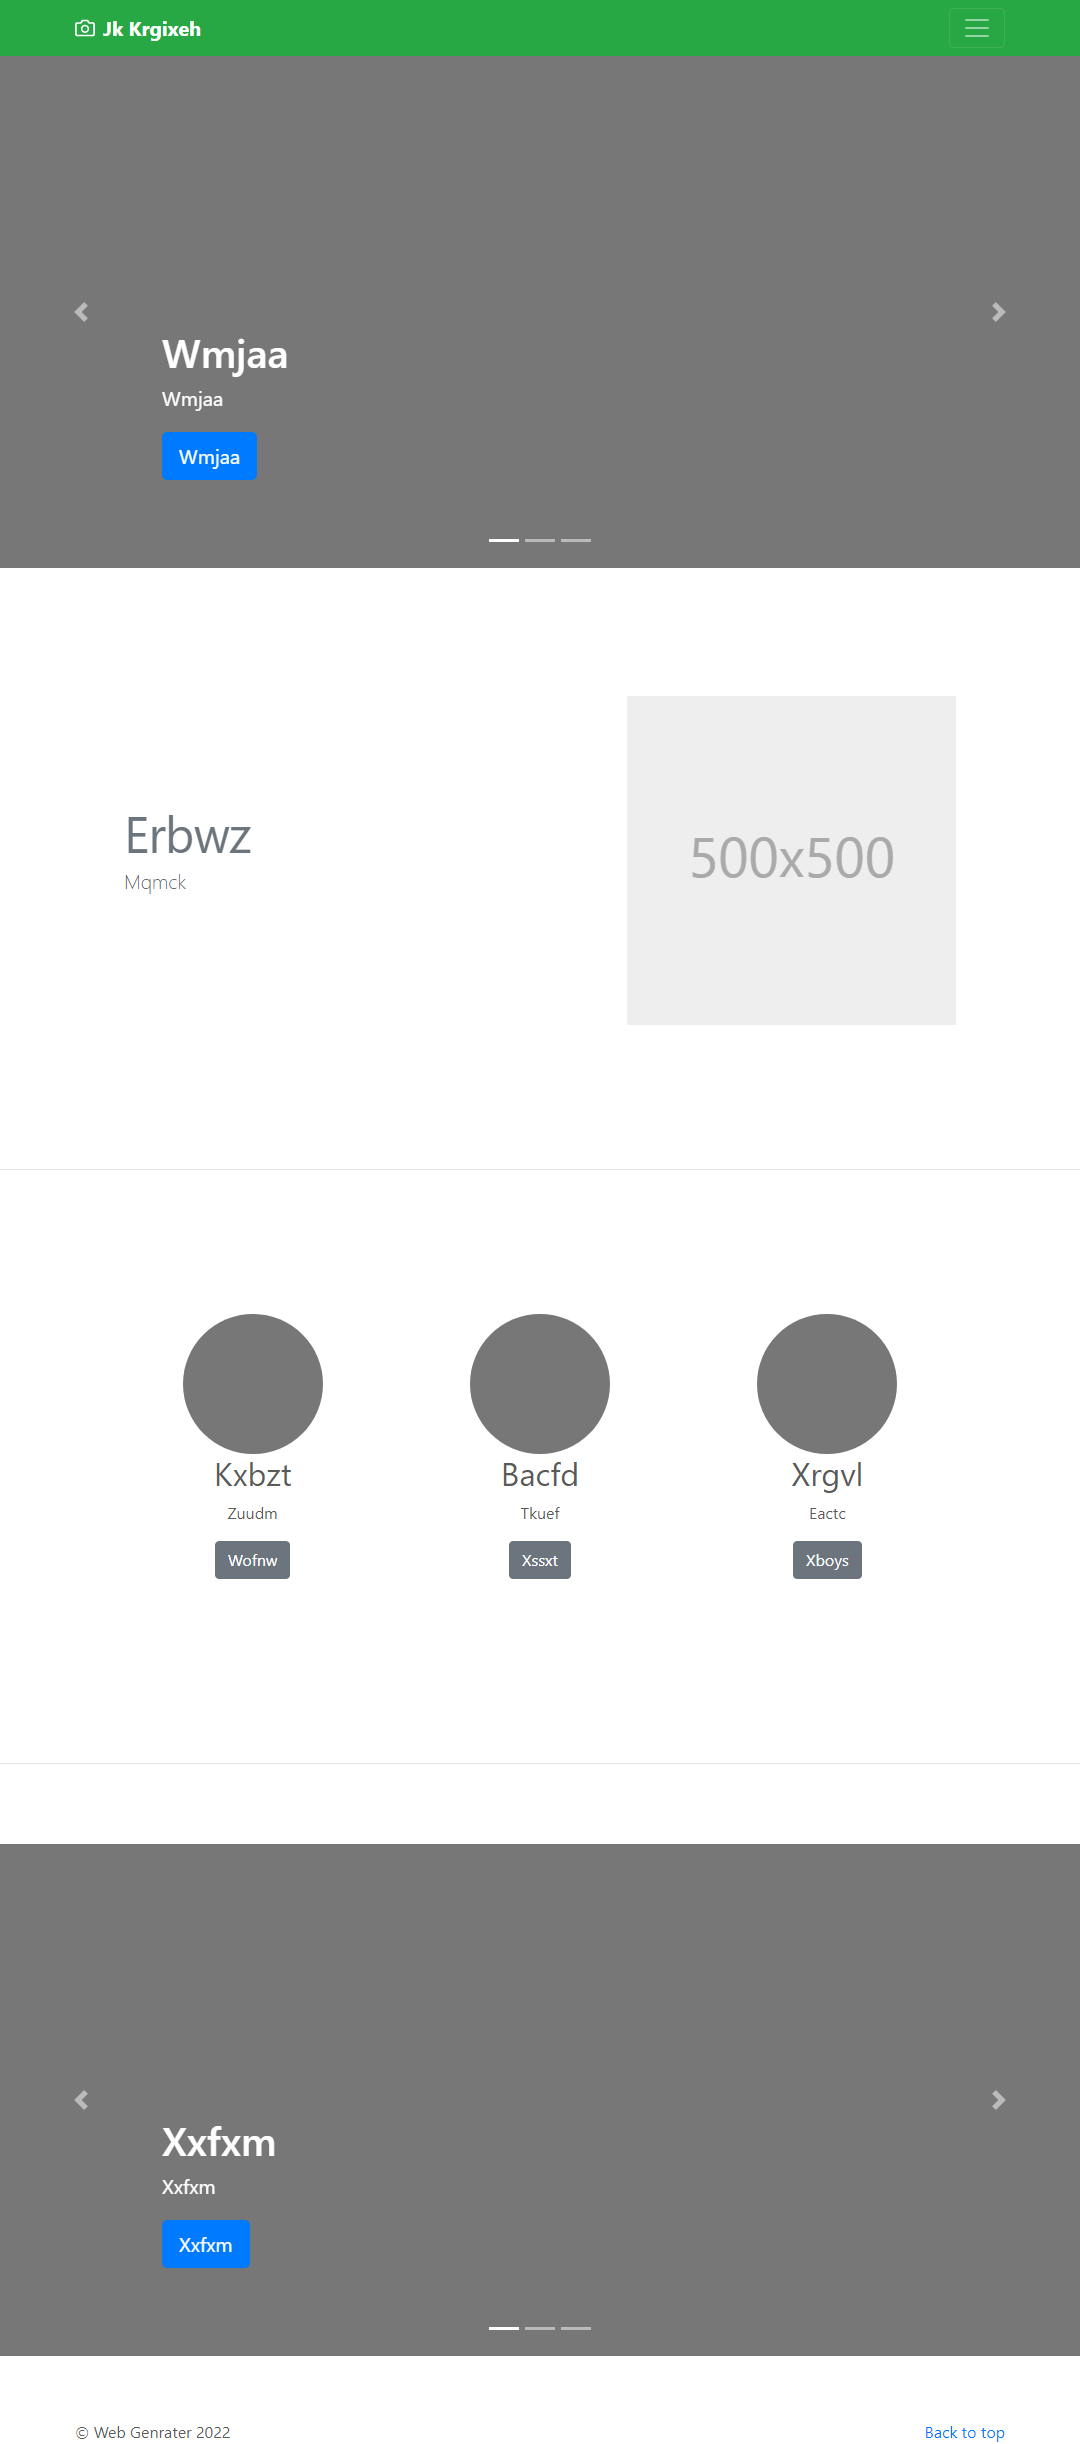 Jk Krgixeh
Wmjaa
Wmjaa
Wmjaa
Erbwz
Mqmck
500x500
Kxbzt
Zuudm
Wofnw
Bacfd
Tkuef
Xssxt
Xrgvl
Eactc
Xboys
Xxfxm
Xxfxm
Xxfxm
© Web Genrater 2022
Back to top